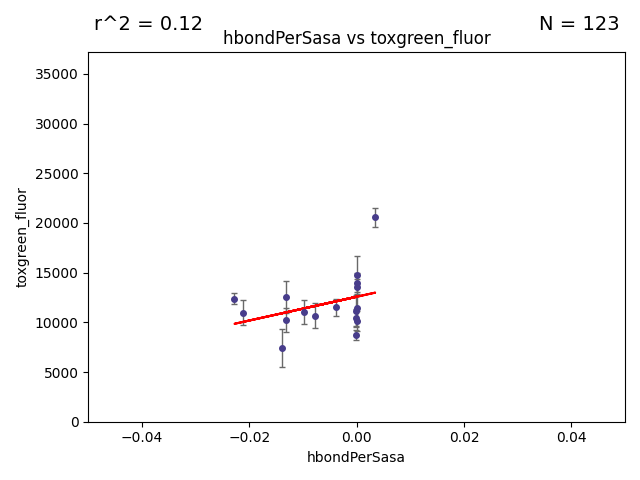 r^2 = 0.12
N = 123
hbondPerSasa vs toxgreen_fluor
35000
30000
25000
20000
15000
10000
5000
0
toxgreen_fluor
−0.04
−0.02
0.00
0.02
0.04
hbondPerSasa